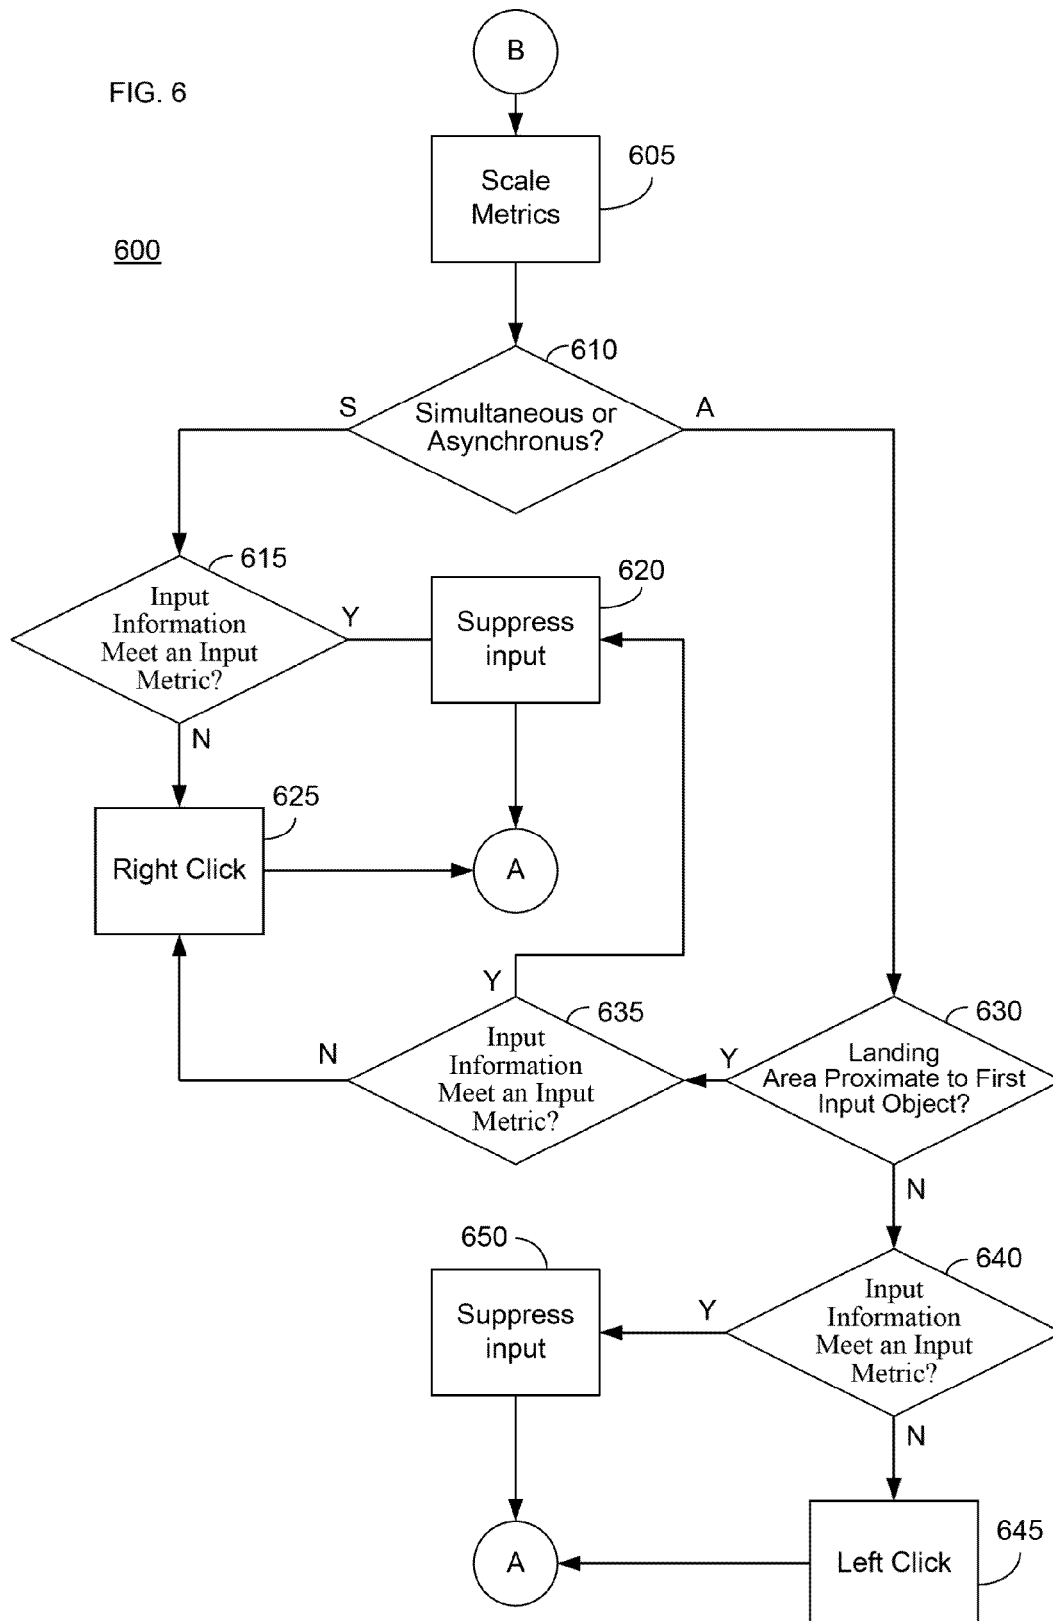 B
FIG. 6
605
Scale
Metrics
600
610
S
Simultaneous or
Asynchronus?
A
615
Input
Information
Meet an Input
Metric?
Y
620
Suppress
input
N
625
Right Click
A
Y
635
Input
Information
Meet an Input
Metric?
N
630
Y
Landing
Area Proximate to First
Input Object?
N
650
Suppress
input
640
Y
Input
Information
Meet an Input
Metric?
N
A
Left Click
645